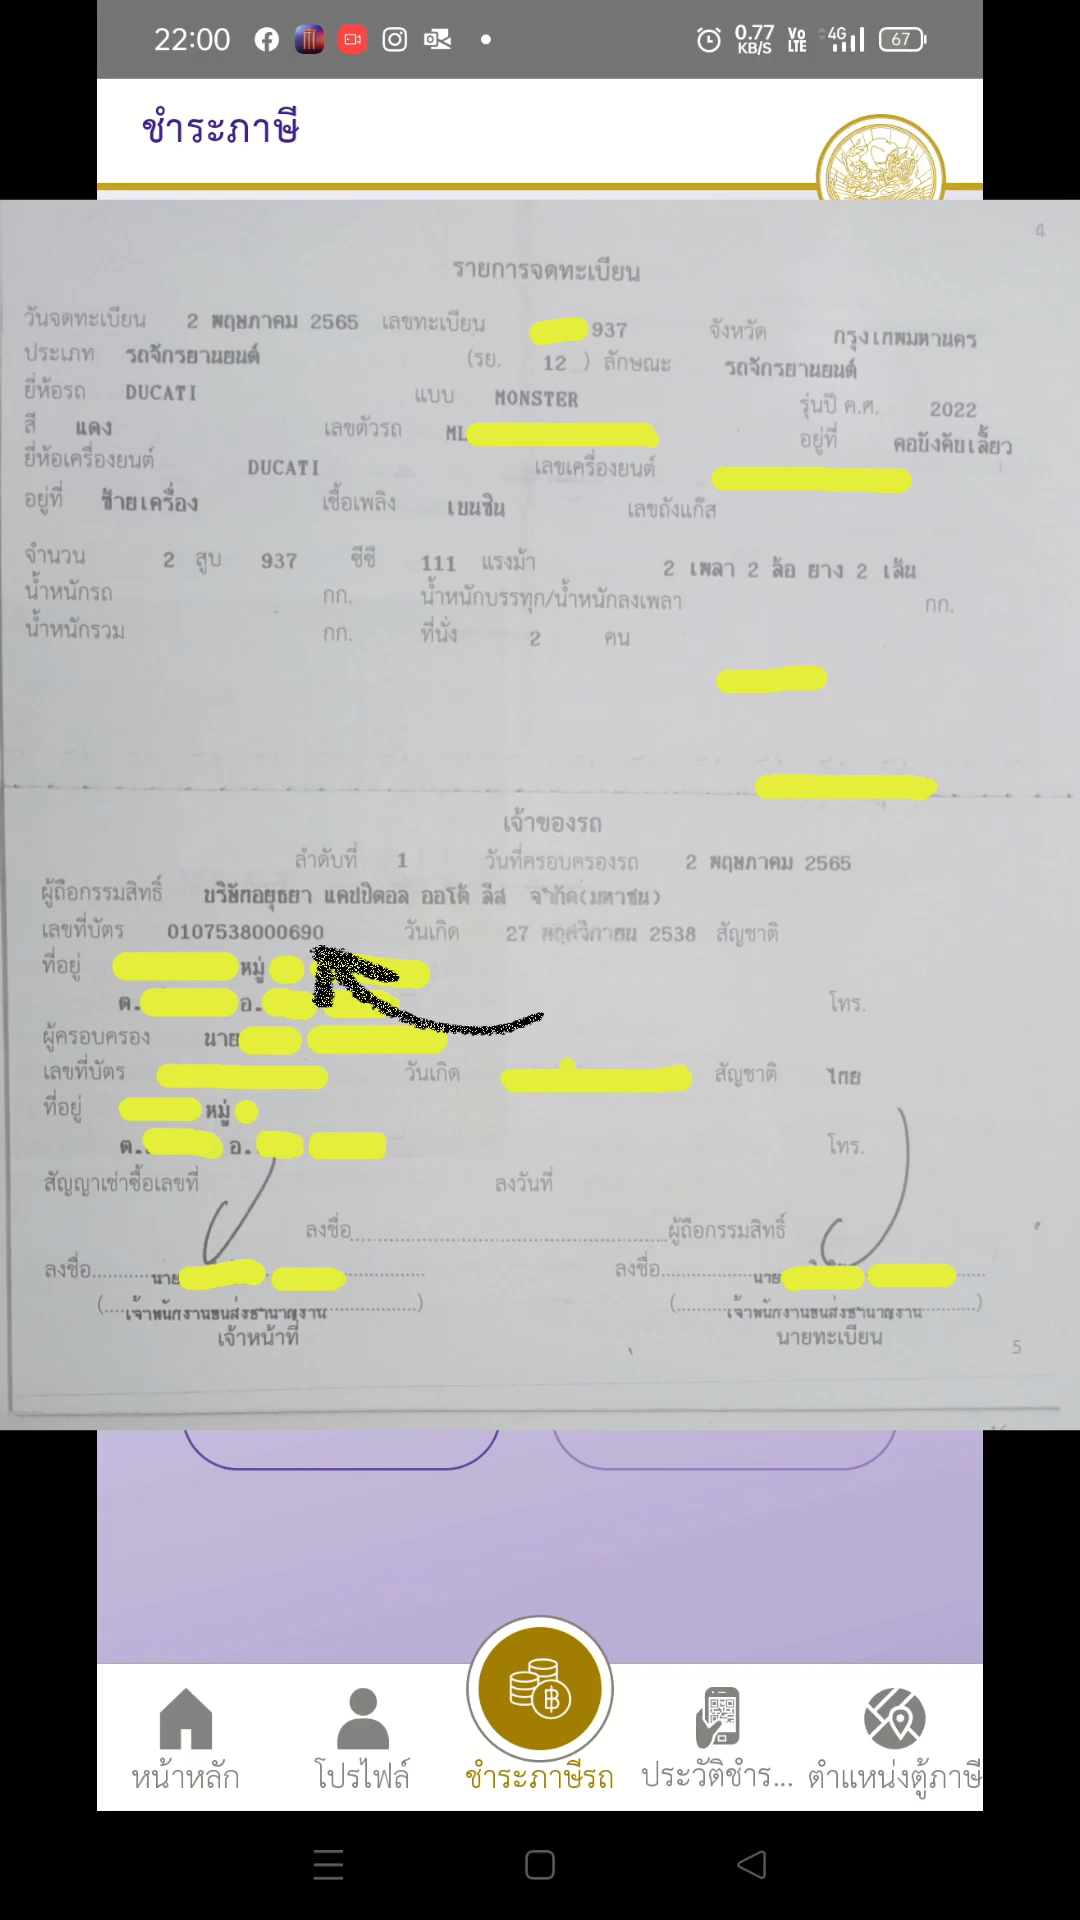 22:00
0.77 KB/S Vo LTE 4G 67
ชำระภาษี
4
รายการจดทะเบียน
วันจดทะเบียน 2 พฤษภาคม 2565 เลขทะเบียน 937 จังหวัด กรุงเทพมหานคร
ประเภท รถจักรยานยนต์ (รย. 12 ) ลักษณะ รถจักรยานยนต์
ยี่ห้อรถ DUCATI แบบ MONSTER รุ่นปี ค.ศ. 2022
สี แดง เลขตัวรถ ML อยู่ที่ คอบังคับเลี้ยว
ยี่ห้อเครื่องยนต์ DUCATI เลขเครื่องยนต์
อยู่ที่ ซ้ายเครื่อง เชื้อเพลิง เบนซิน เลขถังแก๊ส
จำนวน 2 สูบ 937 ซีซี 111 แรงม้า 2 เพลา 2 ล้อ ยาง 2 เส้น
น้ำหนักรถ กก. น้ำหนักบรรทุก/น้ำหนักลงเพลา กก.
น้ำหนักรวม กก. ที่นั่ง 2 คน
เจ้าของรถ
ลำดับที่ 1 วันที่ครอบครองรถ 2 พฤษภาคม 2565
ผู้ถือกรรมสิทธิ์ บริษัทอยุธยา แคปปิตอล ออโต้ ลีส จำกัด(มหาชน)
เลขที่บัตร 0107538000690 วันเกิด 27 พฤศจิกายน 2538 สัญชาติ
ที่อยู่ หมู่
ต. อ. โทร.
ผู้ครอบครอง นาย
เลขที่บัตร วันเกิด สัญชาติ ไทย
ที่อยู่ หมู่
ต. อ. โทร.
สัญญาเช่าซื้อเลขที่ ลงวันที่
ลงชื่อ ผู้ถือกรรมสิทธิ์
ลงชื่อ นาย ลงชื่อ นาย
(เจ้าพนักงานขนส่งชำนาญงาน) (เจ้าพนักงานขนส่งชำนาญงาน)
เจ้าหน้าที่ นายทะเบียน
5
หน้าหลัก โปรไฟล์ ชำระภาษีรถ ประวัติชำร... ตำแหน่งตู้ภาษี